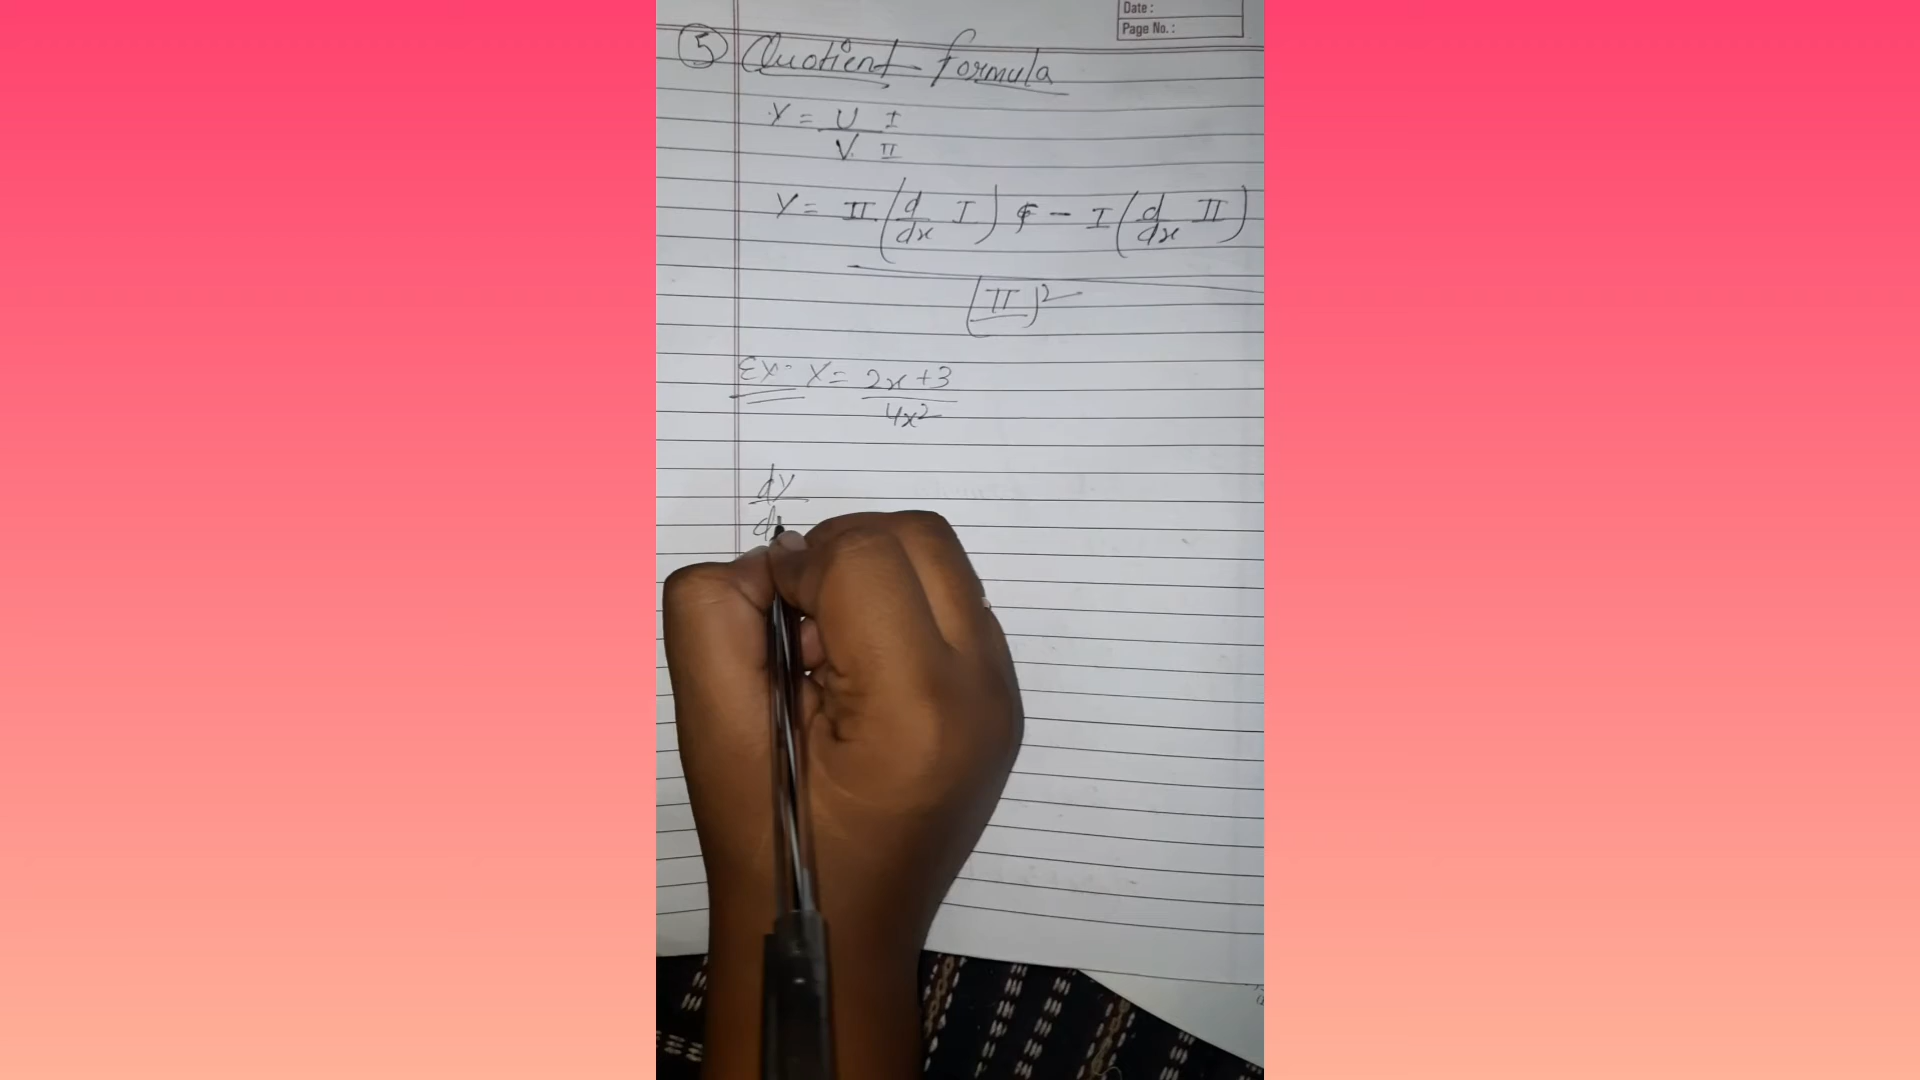 Date :
Page No. :
5 Quotient formula
Y = U I
V. II
Y = II (d/dx I) - I (d/dx II)
(II)²
Ex- Y = 2x+3
4x²
dy